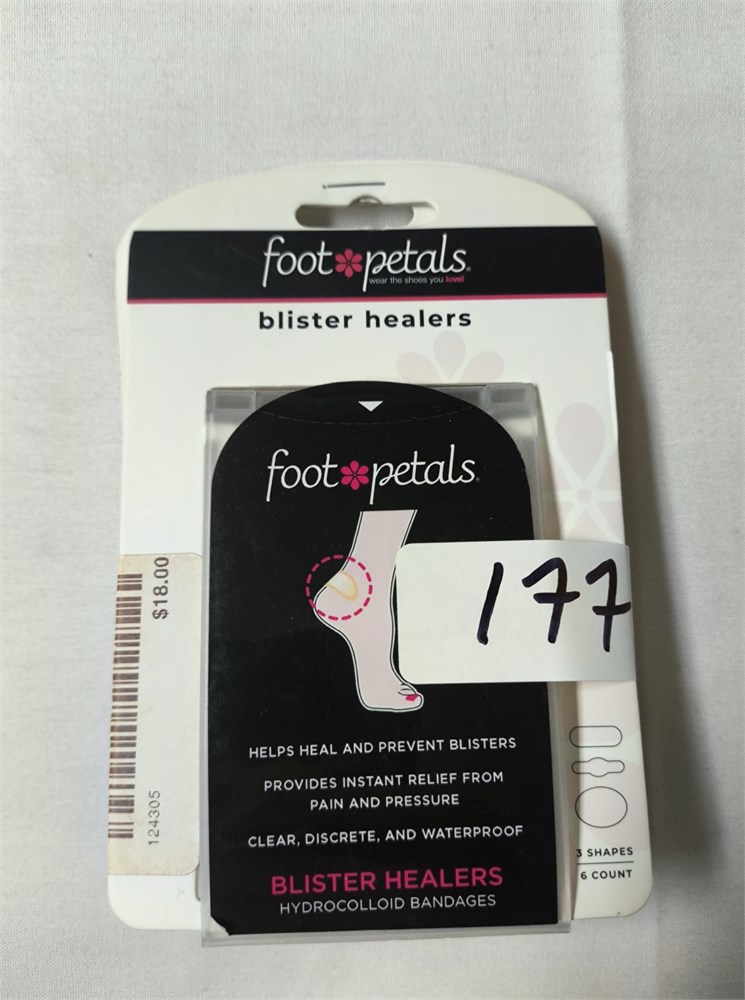 foot petals®
wear the shoes you love!
blister healers
foot petals®
177
$18.00
124305
HELPS HEAL AND PREVENT BLISTERS
PROVIDES INSTANT RELIEF FROM
PAIN AND PRESSURE
CLEAR, DISCRETE, AND WATERPROOF
BLISTER HEALERS
HYDROCOLLOID BANDAGES
3 SHAPES
6 COUNT